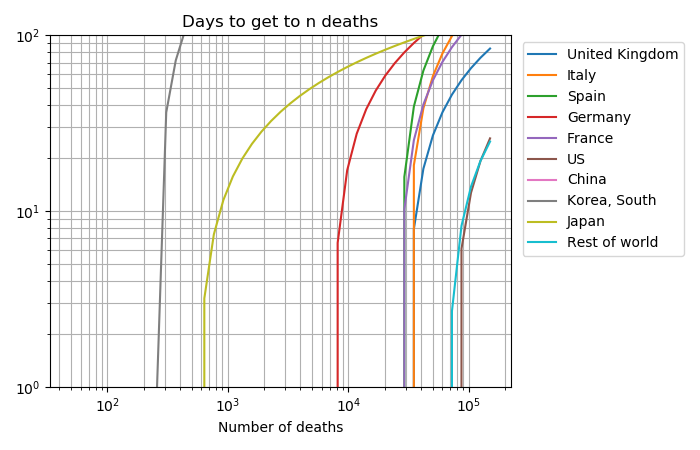 Days to get to n deaths
10²
10¹
10⁰
10²
10³
10⁴
10⁵
Number of deaths
United Kingdom
Italy
Spain
Germany
France
US
China
Korea, South
Japan
Rest of world